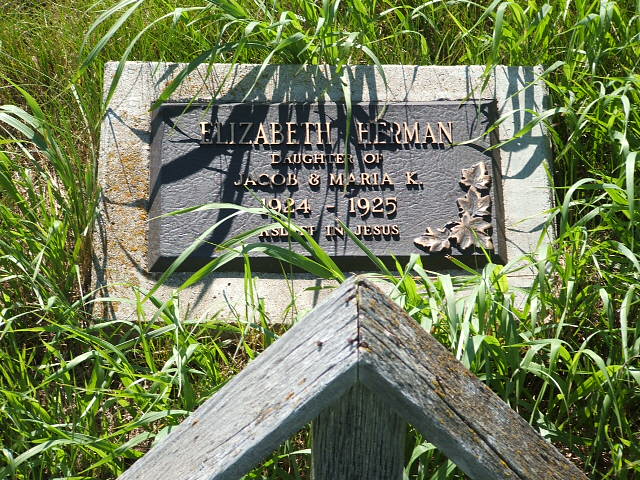 ELIZABETH HERMAN
DAUGHTER OF
JACOB & MARIA K.
1924 - 1925
ASLEEP IN JESUS